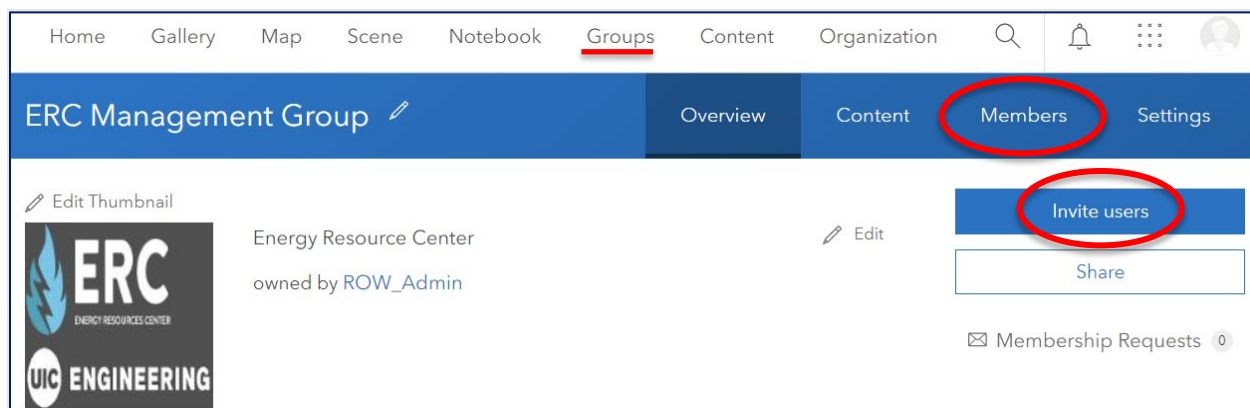 Home Gallery Map Scene Notebook Groups Content Organization
ERC Management Group Overview Content Members Settings
Edit Thumbnail
Invite users
Energy Resource Center
Edit
owned by ROW_Admin
Share
ERC
ENERGY RESOURCES CENTER
Membership Requests 0
UIC ENGINEERING